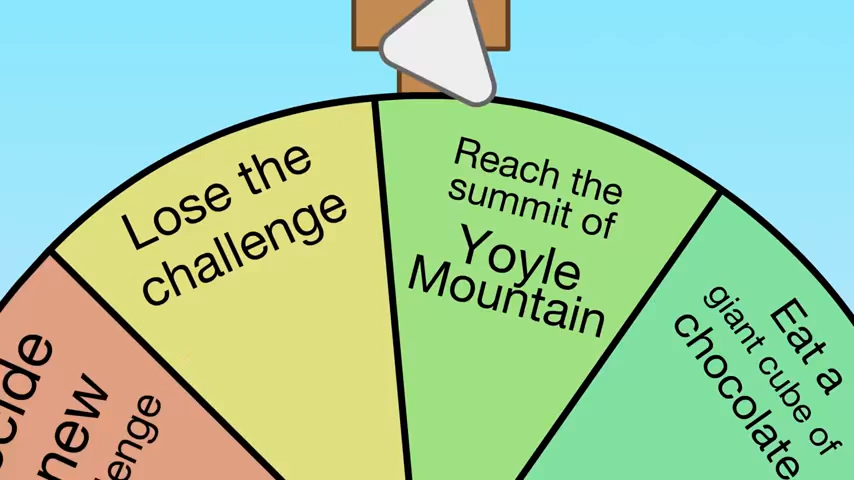 Lose the
challenge
Reach the
summit of
Yoyle
Mountain
Eat a
giant cube of
chocolate
new